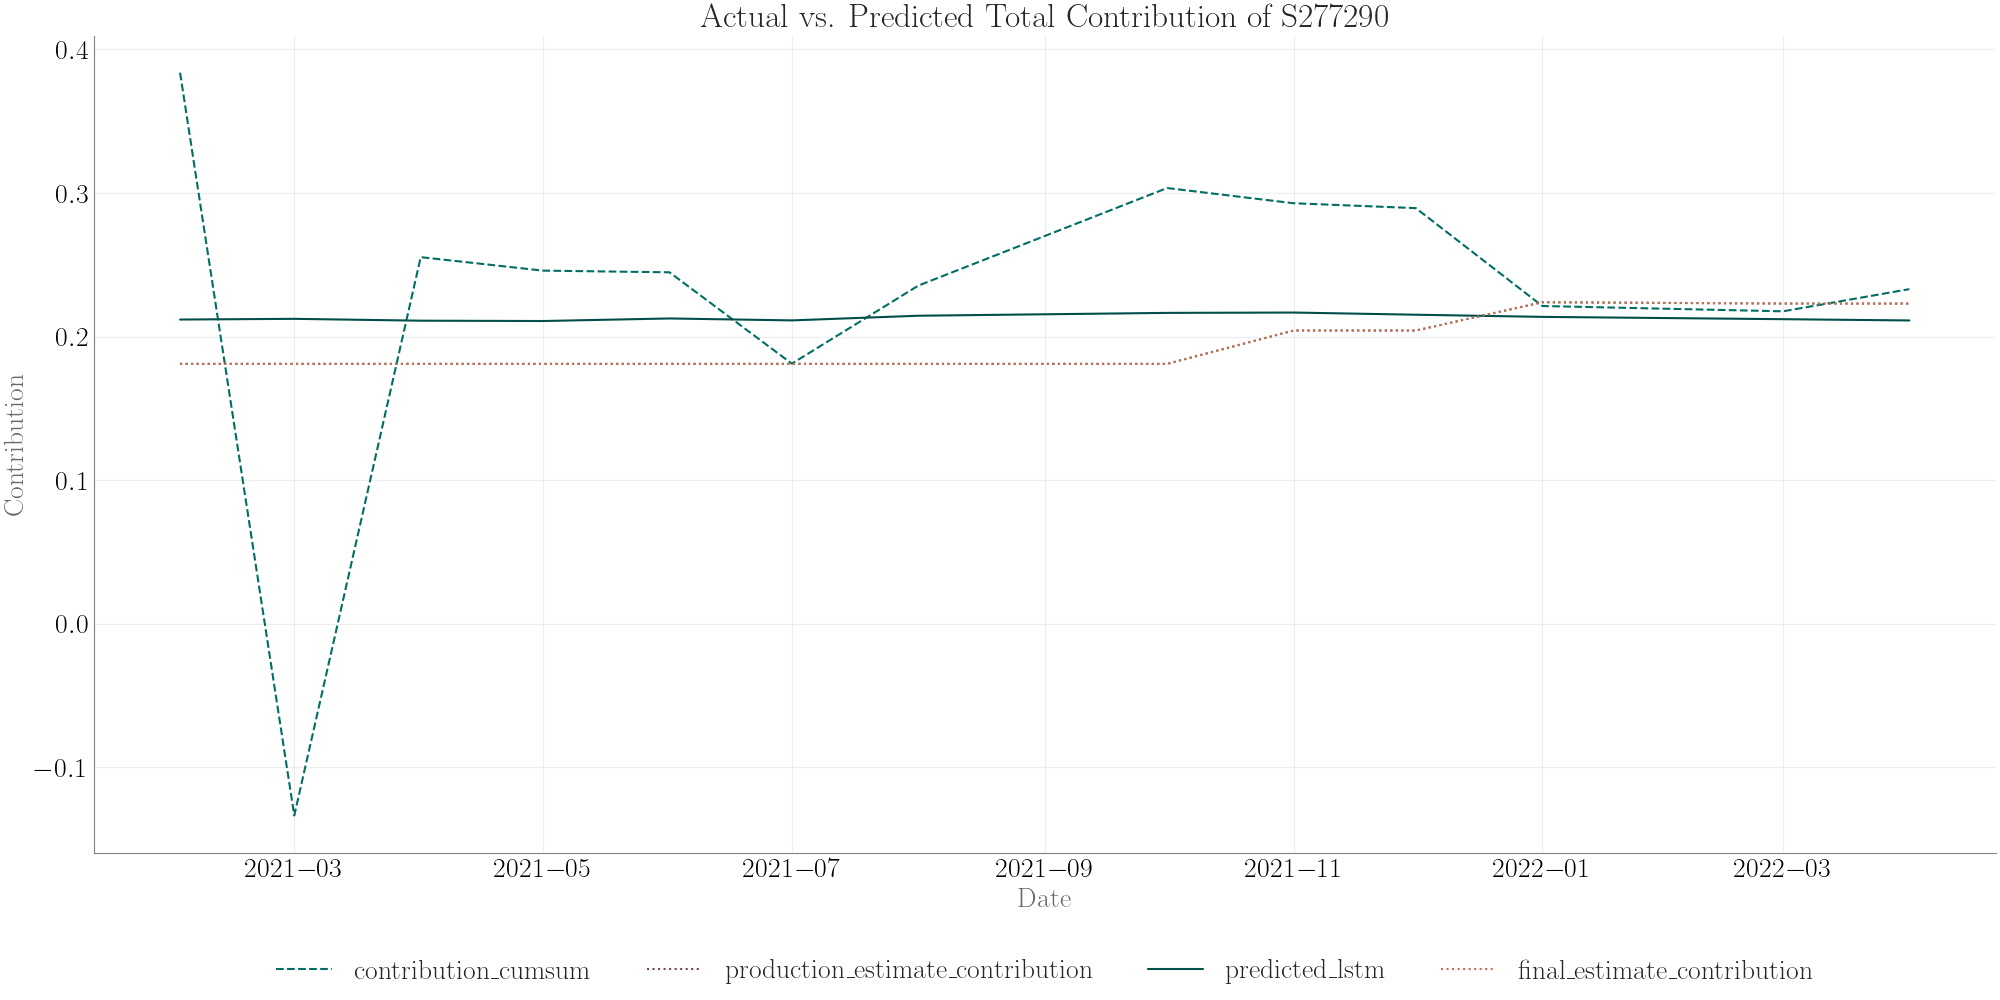 Actual vs. Predicted Total Contribution of S277290
0.4
0.3
0.2
0.1
0.0
−0.1
Contribution
2021−03 2021−05 2021−07 2021−09 2021−11 2022−01 2022−03
Date
contribution_cumsum production_estimate_contribution predicted_lstm final_estimate_contribution